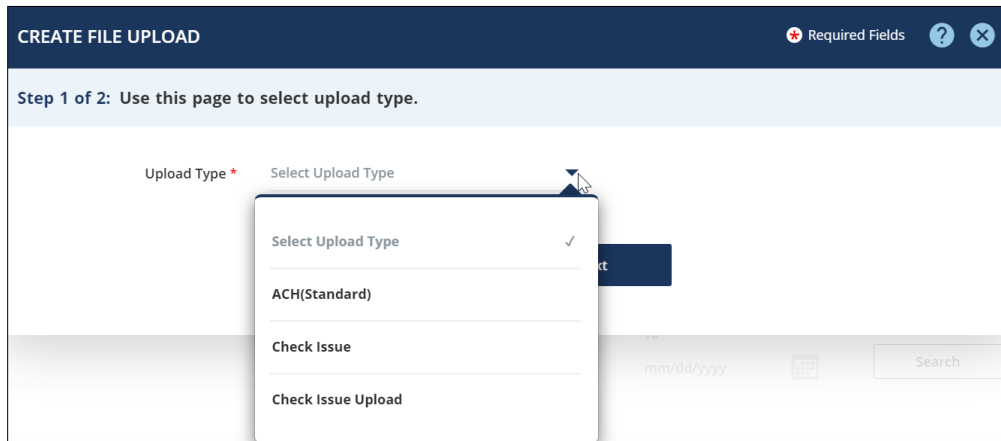 CREATE FILE UPLOAD
* Required Fields ?
Step 1 of 2: Use this page to select upload type.
Upload Type * Select Upload Type
Select Upload Type
ACH(Standard)
Check Issue
Check Issue Upload
mm/dd/yyyy
Search